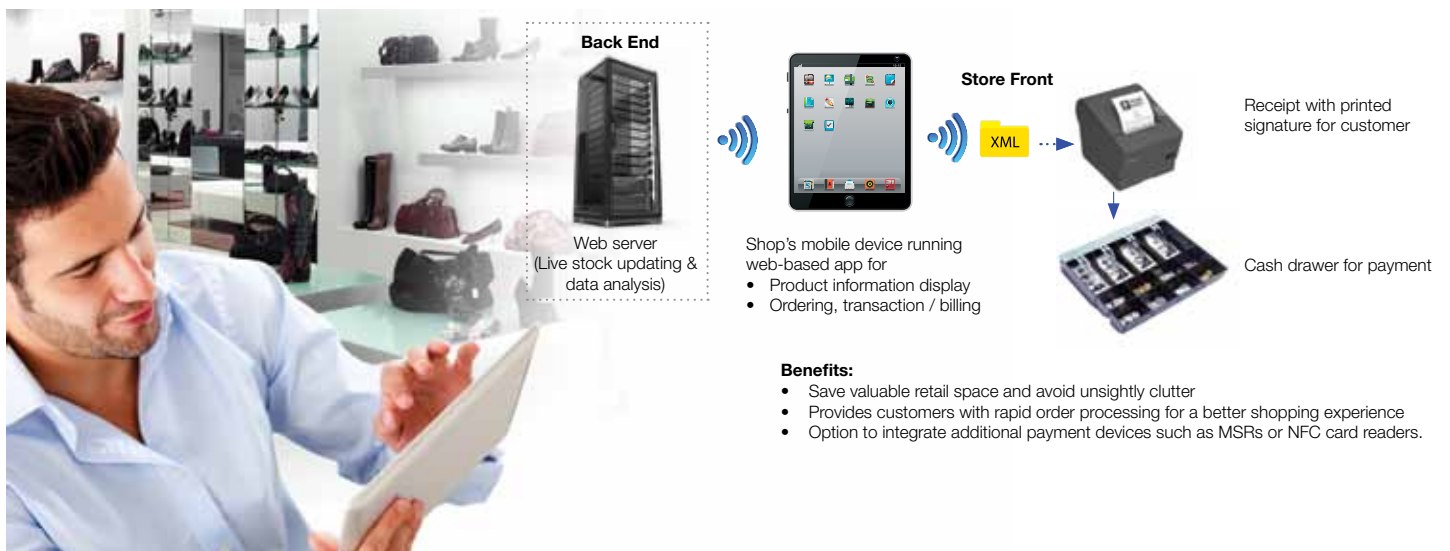 Back End
Web server
(Live stock updating &
data analysis)
Shop's mobile device running
web-based app for
• Product information display
• Ordering, transaction / billing
Store Front
XML
Receipt with printed
signature for customer
Cash drawer for payment
Benefits:
• Save valuable retail space and avoid unsightly clutter
• Provides customers with rapid order processing for a better shopping experience
• Option to integrate additional payment devices such as MSRs or NFC card readers.